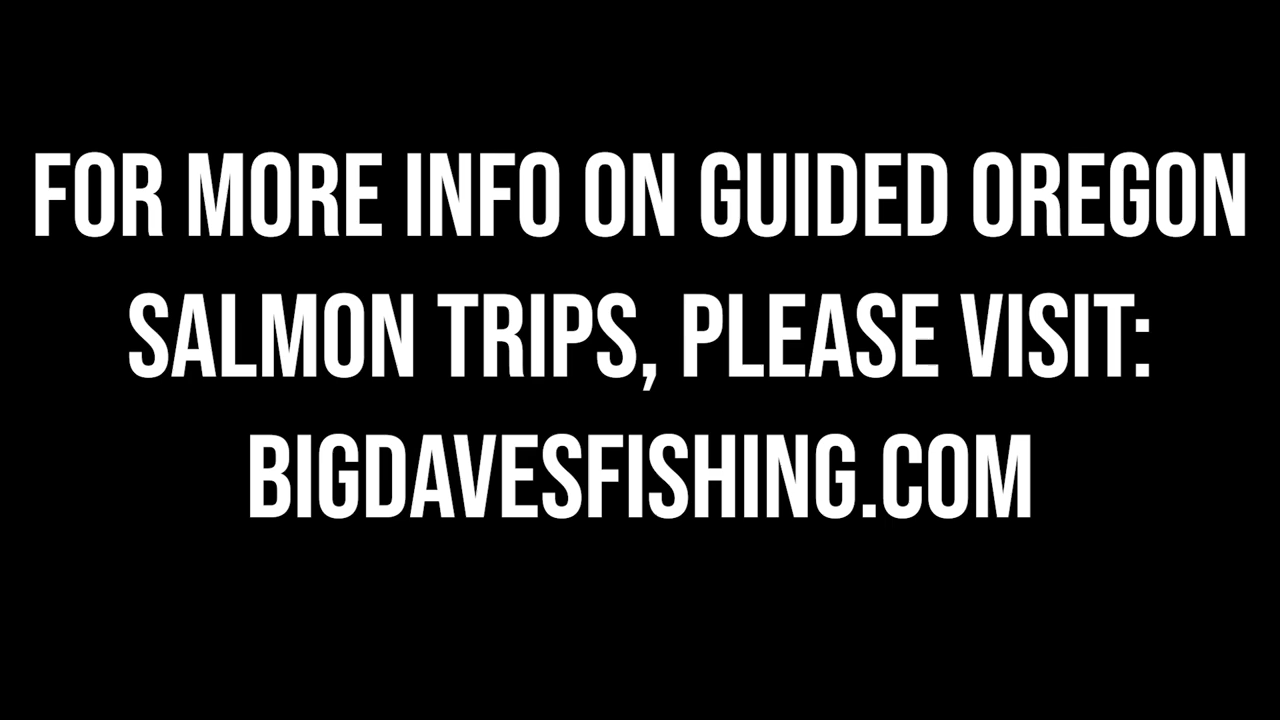 FOR MORE INFO ON GUIDED OREGON
SALMON TRIPS, PLEASE VISIT:
BIGDAVESFISHING.COM